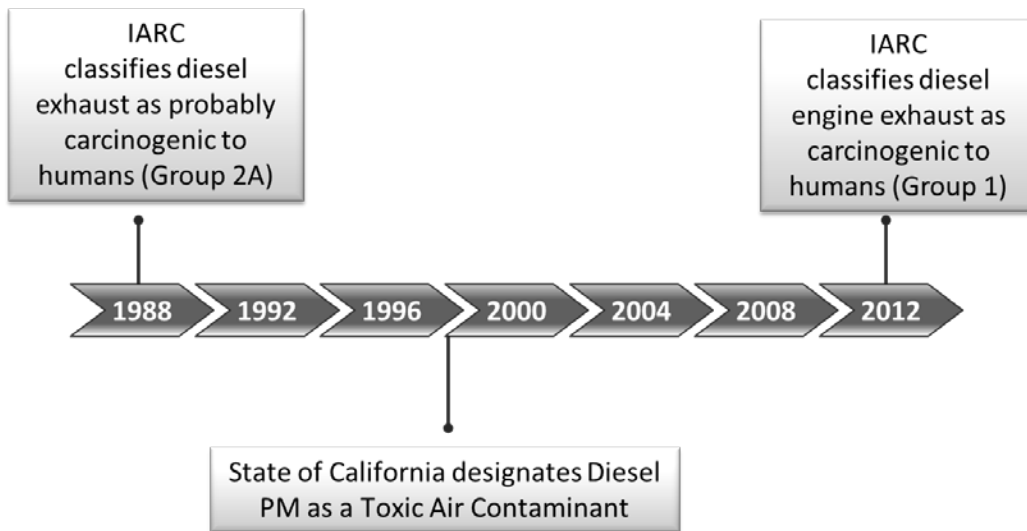 IARC
classifies diesel
exhaust as probably
carcinogenic to
humans (Group 2A)
IARC
classifies diesel
engine exhaust as
carcinogenic to
humans (Group 1)
1988 1992 1996 2000 2004 2008 2012
State of California designates Diesel
PM as a Toxic Air Contaminant